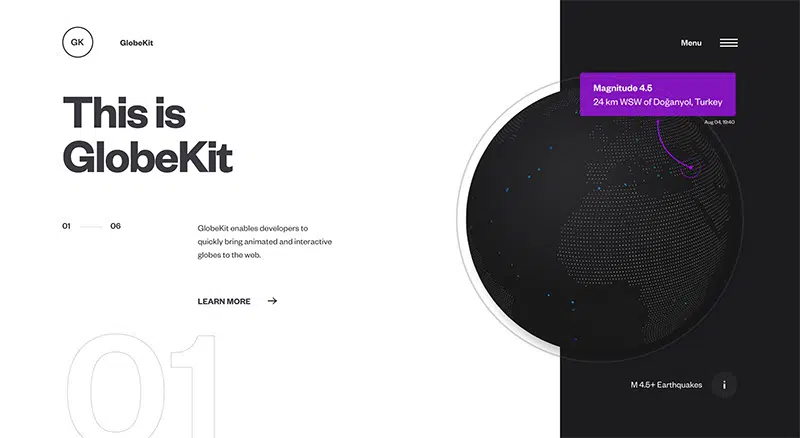 GK
GlobeKit
Menu
This is
GlobeKit
Magnitude 4.5
24 km WSW of Doğanyol, Turkey
Aug 04, 19:40
01
06
GlobeKit enables developers to
quickly bring animated and interactive
globes to the web.
LEARN MORE
01
M 4.5+ Earthquakes
i